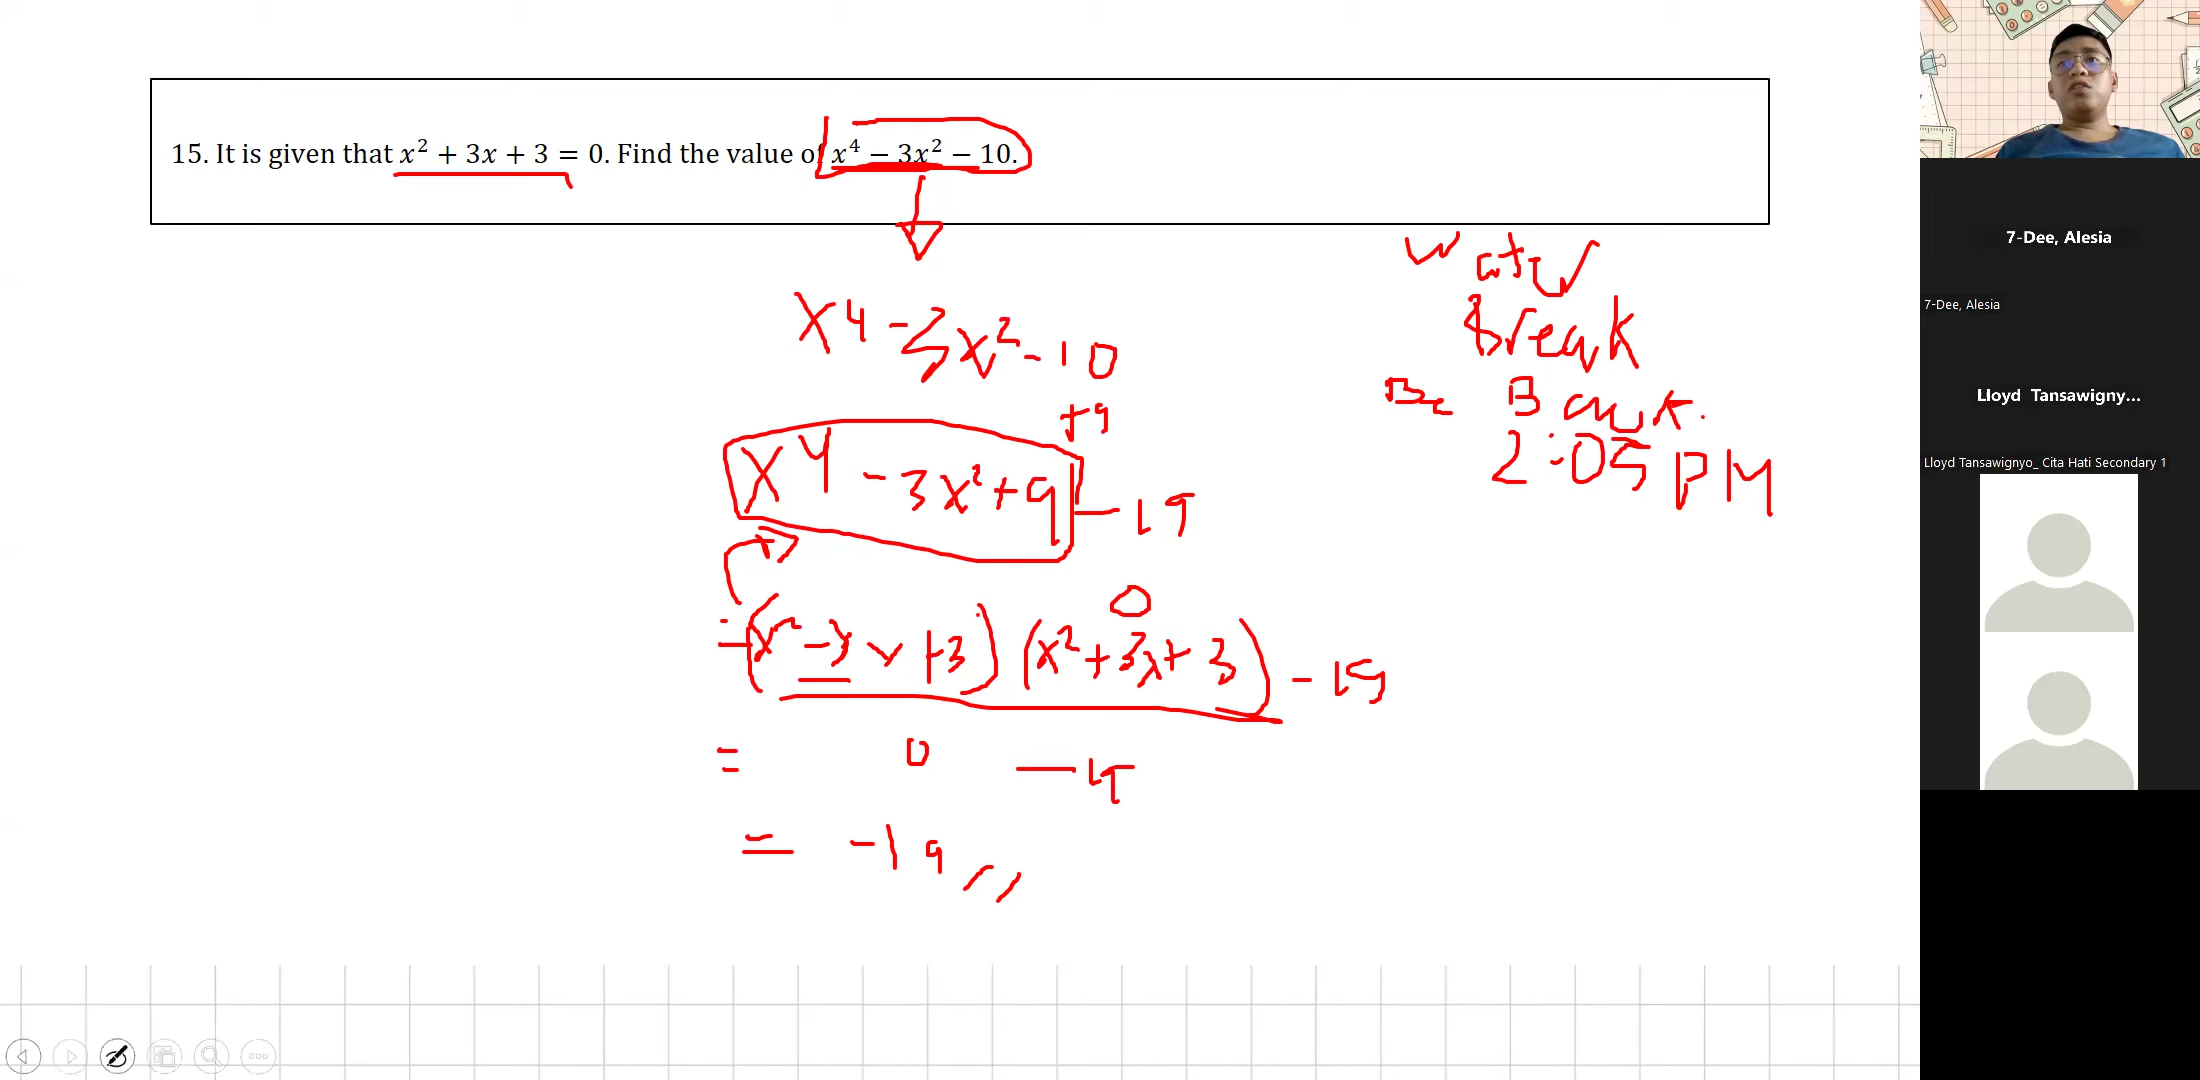 15. It is given that x² + 3x + 3 = 0. Find the value of x⁴ − 3x² − 10.
x⁴ - 3x² - 10
+9
x⁴ - 3x² + 9 - 19
0
= (x² - 3x + 3) (x² + 3x + 3) - 19
= 0 - 19
= -19 //
Water
Break
Be Back.
2:05 PM
7-Dee, Alesia
7-Dee, Alesia
Lloyd Tansawigny...
Lloyd Tansawignyo_ Cita Hati Secondary 1